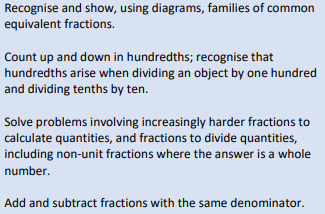 Recognise and show, using diagrams, families of common
equivalent fractions.
Count up and down in hundredths; recognise that
hundredths arise when dividing an object by one hundred
and dividing tenths by ten.
Solve problems involving increasingly harder fractions to
calculate quantities, and fractions to divide quantities,
including non-unit fractions where the answer is a whole
number.
Add and subtract fractions with the same denominator.